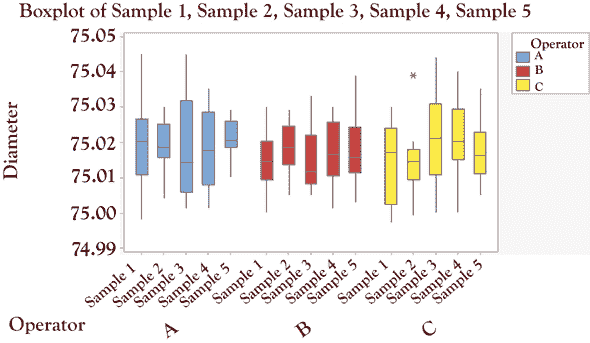 Boxplot of Sample 1, Sample 2, Sample 3, Sample 4, Sample 5
75.05
75.04
75.03
75.02
75.01
75.00
74.99
Diameter
Operator
A
B
C
Sample 1
Sample 2
Sample 3
Sample 4
Sample 5
Sample 1
Sample 2
Sample 3
Sample 4
Sample 5
Sample 1
Sample 2
Sample 3
Sample 4
Sample 5
Operator
A
B
C